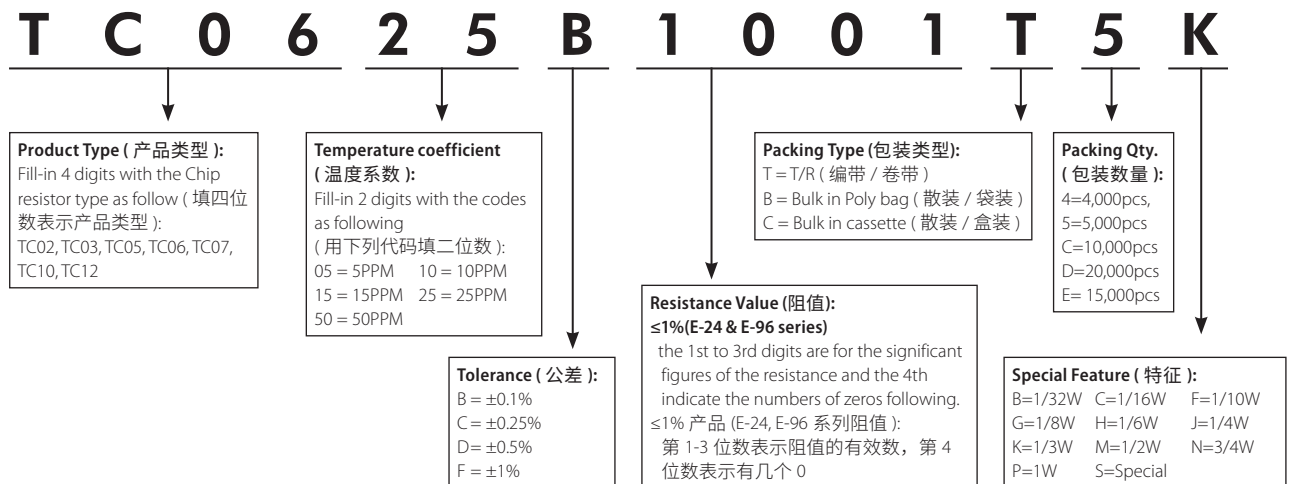 T C 0 6 2 5 B 1 0 0 1 T 5 K
Product Type ( 产品类型 ):
Fill-in 4 digits with the Chip
resistor type as follow ( 填四位
数表示产品类型 ):
TC02, TC03, TC05, TC06, TC07,
TC10, TC12
Temperature coefficient
( 温度系数 ):
Fill-in 2 digits with the codes
as following
( 用下列代码填二位数 ):
05 = 5PPM 10 = 10PPM
15 = 15PPM 25 = 25PPM
50 = 50PPM
Tolerance ( 公差 ):
B = ±0.1%
C = ±0.25%
D= ±0.5%
F = ±1%
Resistance Value (阻值):
≤1%(E-24 & E-96 series)
the 1st to 3rd digits are for the significant
figures of the resistance and the 4th
indicate the numbers of zeros following.
≤1% 产品 (E-24, E-96 系列阻值 ):
第 1-3 位数表示阻值的有效数，第 4
位数表示有几个 0
Packing Type (包装类型):
T = T/R ( 编带 / 卷带 )
B = Bulk in Poly bag ( 散装 / 袋装 )
C = Bulk in cassette ( 散装 / 盒装 )
Packing Qty.
( 包装数量 ):
4=4,000pcs,
5=5,000pcs
C=10,000pcs
D=20,000pcs
E= 15,000pcs
Special Feature ( 特征 ):
B=1/32W C=1/16W F=1/10W
G=1/8W H=1/6W J=1/4W
K=1/3W M=1/2W N=3/4W
P=1W S=Special